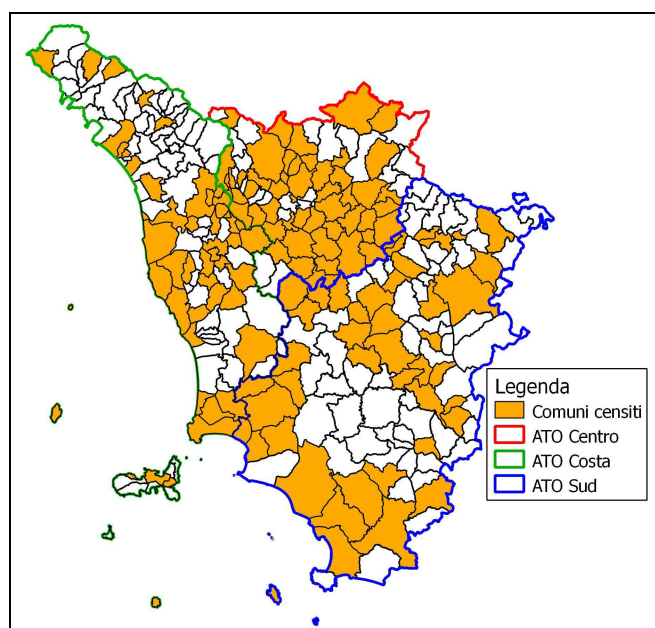 Legenda
Comuni censiti
ATO Centro
ATO Costa
ATO Sud